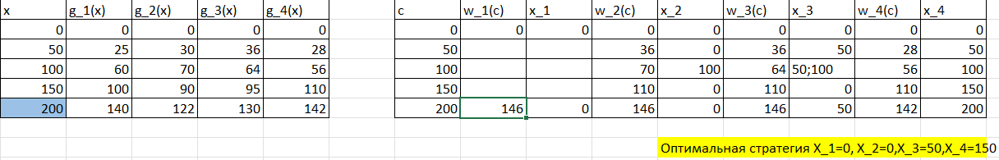 x g_1(x) g_2(x) g_3(x) g_4(x) c w_1(c) x_1 w_2(c) x_2 w_3(c) x_3 w_4(c) x_4
0 0 0 0 0 0 0 0 0 0 0 0 0 0
50 25 30 36 28 50 36 0 36 50 28 50
100 60 70 64 56 100 70 100 64 50;100 56 100
150 100 90 95 110 150 110 0 110 0 110 150
200 140 122 130 142 200 146 0 146 0 146 50 142 200
Оптимальная стратегия X_1=0, X_2=0,X_3=50,X_4=150